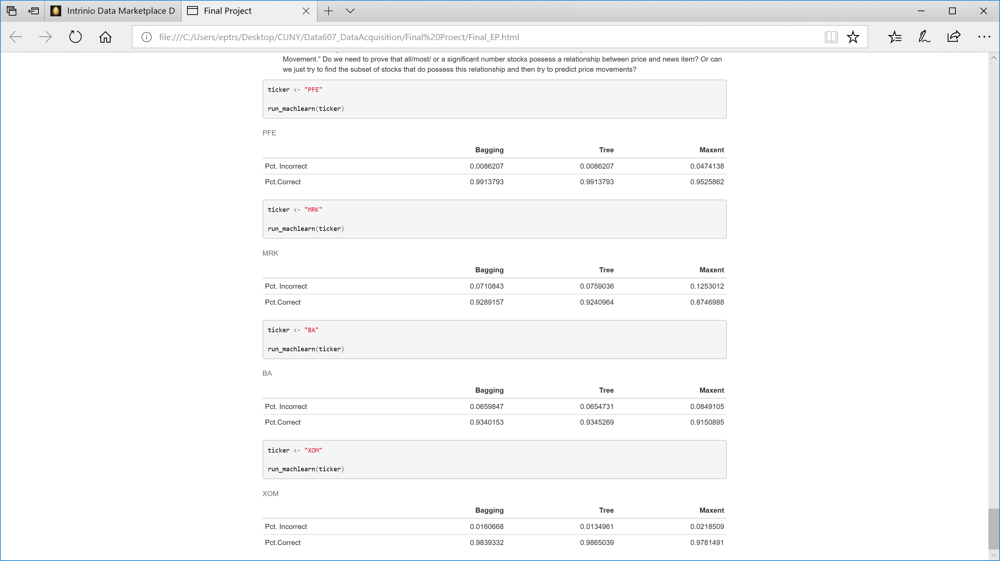 Intrinio Data Marketplace D
Final Project
file:///C:/Users/eptrs/Desktop/CUNY/Data607_DataAcquisition/Final%20Proect/Final_EP.html
Movement.” Do we need to prove that all/most/ or a significant number stocks possess a relationship between price and news item? Or can
we just try to find the subset of stocks that do possess this relationship and then try to predict price movements?
ticker <- "PFE"
run_machlearn(ticker)
PFE
Bagging Tree Maxent
Pct. Incorrect 0.0086207 0.0086207 0.0474138
Pct.Correct 0.9913793 0.9913793 0.9525862
ticker <- "MRK"
run_machlearn(ticker)
MRK
Bagging Tree Maxent
Pct. Incorrect 0.0710843 0.0759036 0.1253012
Pct.Correct 0.9289157 0.9240964 0.8746988
ticker <- "BA"
run_machlearn(ticker)
BA
Bagging Tree Maxent
Pct. Incorrect 0.0659847 0.0654731 0.0849105
Pct.Correct 0.9340153 0.9345269 0.9150895
ticker <- "XOM"
run_machlearn(ticker)
XOM
Bagging Tree Maxent
Pct. Incorrect 0.0160668 0.0134961 0.0218509
Pct.Correct 0.9839332 0.9865039 0.9781491